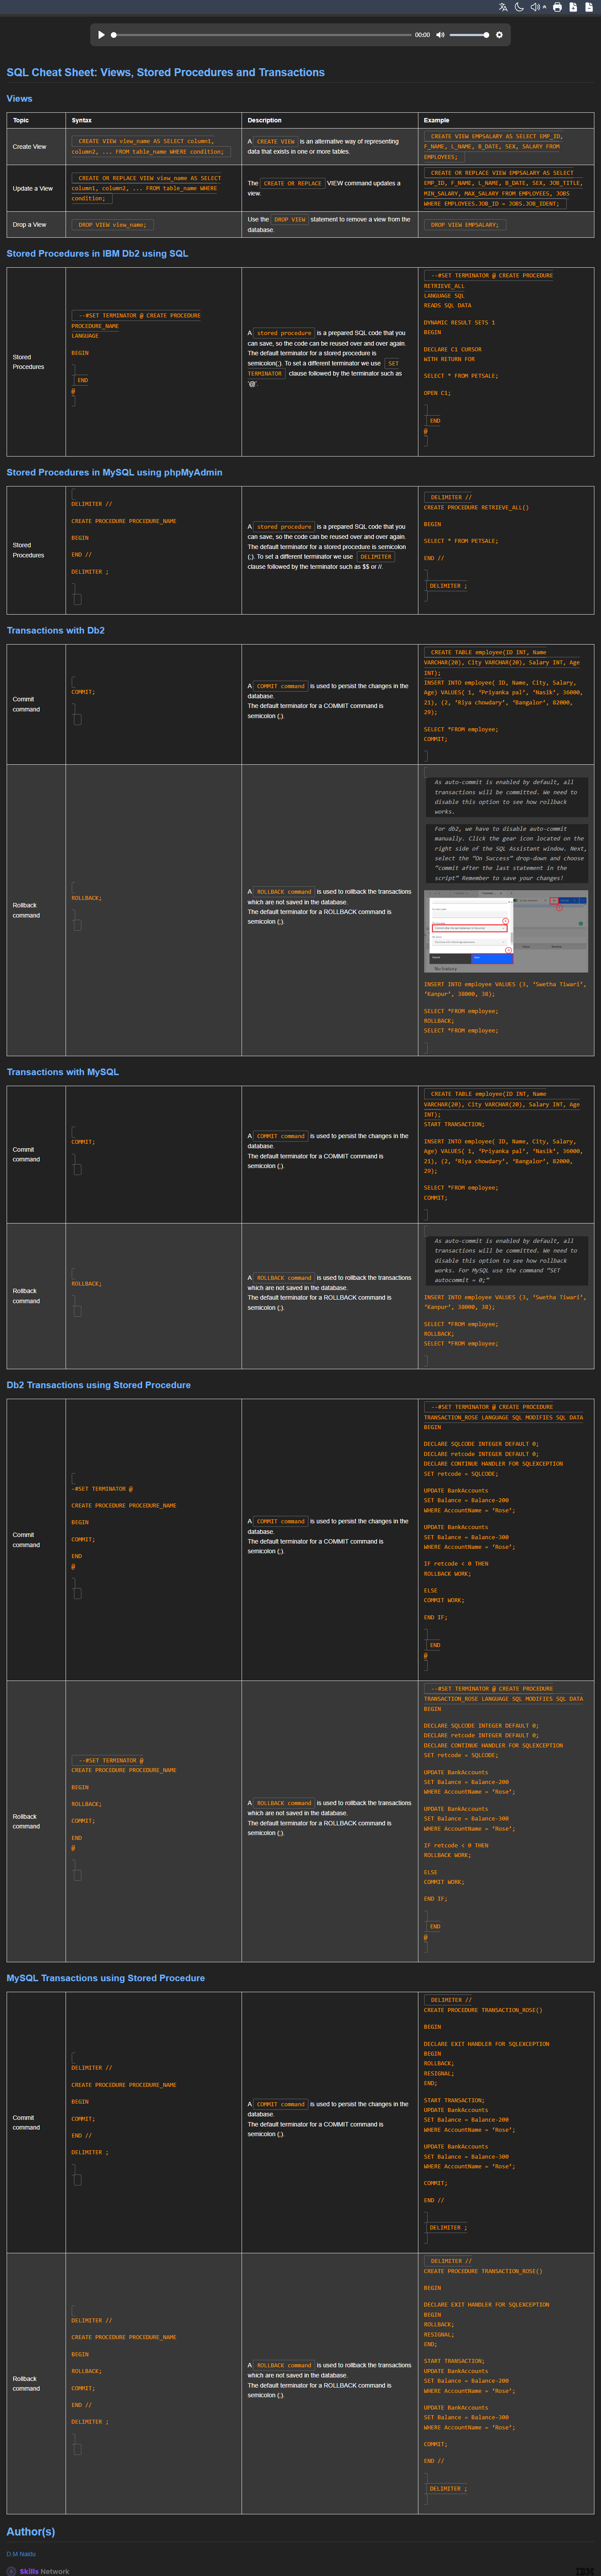 00:00
SQL Cheat Sheet: Views, Stored Procedures and Transactions
Views
Topic Syntax Description Example
Create View
CREATE VIEW view_name AS SELECT column1,
column2, ... FROM table_name WHERE condition;
A CREATE VIEW is an alternative way of representing
data that exists in one or more tables.
CREATE VIEW EMPSALARY AS SELECT EMP_ID,
F_NAME, L_NAME, B_DATE, SEX, SALARY FROM
EMPLOYEES;
Update a View
CREATE OR REPLACE VIEW view_name AS SELECT
column1, column2, ... FROM table_name WHERE
condition;
The CREATE OR REPLACE VIEW command updates a
view.
CREATE OR REPLACE VIEW EMPSALARY AS SELECT
EMP_ID, F_NAME, L_NAME, B_DATE, SEX, JOB_TITLE,
MIN_SALARY, MAX_SALARY FROM EMPLOYEES, JOBS
WHERE EMPLOYEES.JOB_ID = JOBS.JOB_IDENT;
Drop a View
DROP VIEW view_name;
Use the DROP VIEW statement to remove a view from the
database.
DROP VIEW EMPSALARY;
Stored Procedures in IBM Db2 using SQL
Stored
Procedures
--#SET TERMINATOR @ CREATE PROCEDURE
PROCEDURE_NAME
LANGUAGE
BEGIN
END
@
A stored procedure is a prepared SQL code that you
can save, so the code can be reused over and over again.
The default terminator for a stored procedure is
semicolon(;). To set a different terminator we use SET
TERMINATOR clause followed by the terminator such as
‘@’.
--#SET TERMINATOR @ CREATE PROCEDURE
RETRIEVE_ALL
LANGUAGE SQL
READS SQL DATA
DYNAMIC RESULT SETS 1
BEGIN
DECLARE C1 CURSOR
WITH RETURN FOR
SELECT * FROM PETSALE;
OPEN C1;
END
@
Stored Procedures in MySQL using phpMyAdmin
Stored
Procedures
DELIMITER //
CREATE PROCEDURE PROCEDURE_NAME
BEGIN
END //
DELIMITER ;
A stored procedure is a prepared SQL code that you
can save, so the code can be reused over and over again.
The default terminator for a stored procedure is semicolon
(;). To set a different terminator we use DELIMITER
clause followed by the terminator such as $$ or //.
DELIMITER //
CREATE PROCEDURE RETRIEVE_ALL()
BEGIN
SELECT * FROM PETSALE;
END //
DELIMITER ;
Transactions with Db2
Commit
command
COMMIT;
A COMMIT command is used to persist the changes in the
database.
The default terminator for a COMMIT command is
semicolon (;).
CREATE TABLE employee(ID INT, Name
VARCHAR(20), City VARCHAR(20), Salary INT, Age
INT);
INSERT INTO employee( ID, Name, City, Salary,
Age) VALUES( 1, ‘Priyanka pal’, ‘Nasik’, 36000,
21), (2, ‘Riya chowdary’, ‘Bangalor’, 82000,
29);
SELECT *FROM employee;
COMMIT;
Rollback
command
ROLLBACK;
A ROLLBACK command is used to rollback the transactions
which are not saved in the database.
The default terminator for a ROLLBACK command is
semicolon (;).
As auto-commit is enabled by default, all
transactions will be committed. We need to
disable this option to see how rollback
works.
For db2, we have to disable auto-commit
manually. Click the gear icon located on the
right side of the SQL Assistant window. Next,
select the “On Success” drop-down and choose
“commit after the last statement in the
script” Remember to save your changes!
No history
INSERT INTO employee VALUES (3, ‘Swetha Tiwari’,
‘Kanpur’, 38000, 38);
SELECT *FROM employee;
ROLLBACK;
SELECT *FROM employee;
Transactions with MySQL
Commit
command
COMMIT;
A COMMIT command is used to persist the changes in the
database.
The default terminator for a COMMIT command is
semicolon (;).
CREATE TABLE employee(ID INT, Name
VARCHAR(20), City VARCHAR(20), Salary INT, Age
INT);
START TRANSACTION;
INSERT INTO employee( ID, Name, City, Salary,
Age) VALUES( 1, ‘Priyanka pal’, ‘Nasik’, 36000,
21), (2, ‘Riya chowdary’, ‘Bangalor’, 82000,
29);
SELECT *FROM employee;
COMMIT;
Rollback
command
ROLLBACK;
A ROLLBACK command is used to rollback the transactions
which are not saved in the database.
The default terminator for a ROLLBACK command is
semicolon (;).
As auto-commit is enabled by default, all
transactions will be committed. We need to
disable this option to see how rollback
works. For MySQL use the command “SET
autocommit = 0;”
INSERT INTO employee VALUES (3, ‘Swetha Tiwari’,
‘Kanpur’, 38000, 38);
SELECT *FROM employee;
ROLLBACK;
SELECT *FROM employee;
Db2 Transactions using Stored Procedure
Commit
command
–#SET TERMINATOR @
CREATE PROCEDURE PROCEDURE_NAME
BEGIN
COMMIT;
END
@
A COMMIT command is used to persist the changes in the
database.
The default terminator for a COMMIT command is
semicolon (;).
--#SET TERMINATOR @ CREATE PROCEDURE
TRANSACTION_ROSE LANGUAGE SQL MODIFIES SQL DATA
BEGIN
DECLARE SQLCODE INTEGER DEFAULT 0;
DECLARE retcode INTEGER DEFAULT 0;
DECLARE CONTINUE HANDLER FOR SQLEXCEPTION
SET retcode = SQLCODE;
UPDATE BankAccounts
SET Balance = Balance-200
WHERE AccountName = ‘Rose’;
UPDATE BankAccounts
SET Balance = Balance-300
WHERE AccountName = ‘Rose’;
IF retcode < 0 THEN
ROLLBACK WORK;
ELSE
COMMIT WORK;
END IF;
END
@
Rollback
command
--#SET TERMINATOR @
CREATE PROCEDURE PROCEDURE_NAME
BEGIN
ROLLBACK;
COMMIT;
END
@
A ROLLBACK command is used to rollback the transactions
which are not saved in the database.
The default terminator for a ROLLBACK command is
semicolon (;).
--#SET TERMINATOR @ CREATE PROCEDURE
TRANSACTION_ROSE LANGUAGE SQL MODIFIES SQL DATA
BEGIN
DECLARE SQLCODE INTEGER DEFAULT 0;
DECLARE retcode INTEGER DEFAULT 0;
DECLARE CONTINUE HANDLER FOR SQLEXCEPTION
SET retcode = SQLCODE;
UPDATE BankAccounts
SET Balance = Balance-200
WHERE AccountName = ‘Rose’;
UPDATE BankAccounts
SET Balance = Balance-300
WHERE AccountName = ‘Rose’;
IF retcode < 0 THEN
ROLLBACK WORK;
ELSE
COMMIT WORK;
END IF;
END
@
MySQL Transactions using Stored Procedure
Commit
command
DELIMITER //
CREATE PROCEDURE PROCEDURE_NAME
BEGIN
COMMIT;
END //
DELIMITER ;
A COMMIT command is used to persist the changes in the
database.
The default terminator for a COMMIT command is
semicolon (;).
DELIMITER //
CREATE PROCEDURE TRANSACTION_ROSE()
BEGIN
DECLARE EXIT HANDLER FOR SQLEXCEPTION
BEGIN
ROLLBACK;
RESIGNAL;
END;
START TRANSACTION;
UPDATE BankAccounts
SET Balance = Balance-200
WHERE AccountName = ‘Rose’;
UPDATE BankAccounts
SET Balance = Balance-300
WHERE AccountName = ‘Rose’;
COMMIT;
END //
DELIMITER ;
Rollback
command
DELIMITER //
CREATE PROCEDURE PROCEDURE_NAME
BEGIN
ROLLBACK;
COMMIT;
END //
DELIMITER ;
A ROLLBACK command is used to rollback the transactions
which are not saved in the database.
The default terminator for a ROLLBACK command is
semicolon (;).
DELIMITER //
CREATE PROCEDURE TRANSACTION_ROSE()
BEGIN
DECLARE EXIT HANDLER FOR SQLEXCEPTION
BEGIN
ROLLBACK;
RESIGNAL;
END;
START TRANSACTION;
UPDATE BankAccounts
SET Balance = Balance-200
WHERE AccountName = ‘Rose’;
UPDATE BankAccounts
SET Balance = Balance-300
WHERE AccountName = ‘Rose’;
COMMIT;
END //
DELIMITER ;
Author(s)
D.M Naidu
Skills Network
IBM